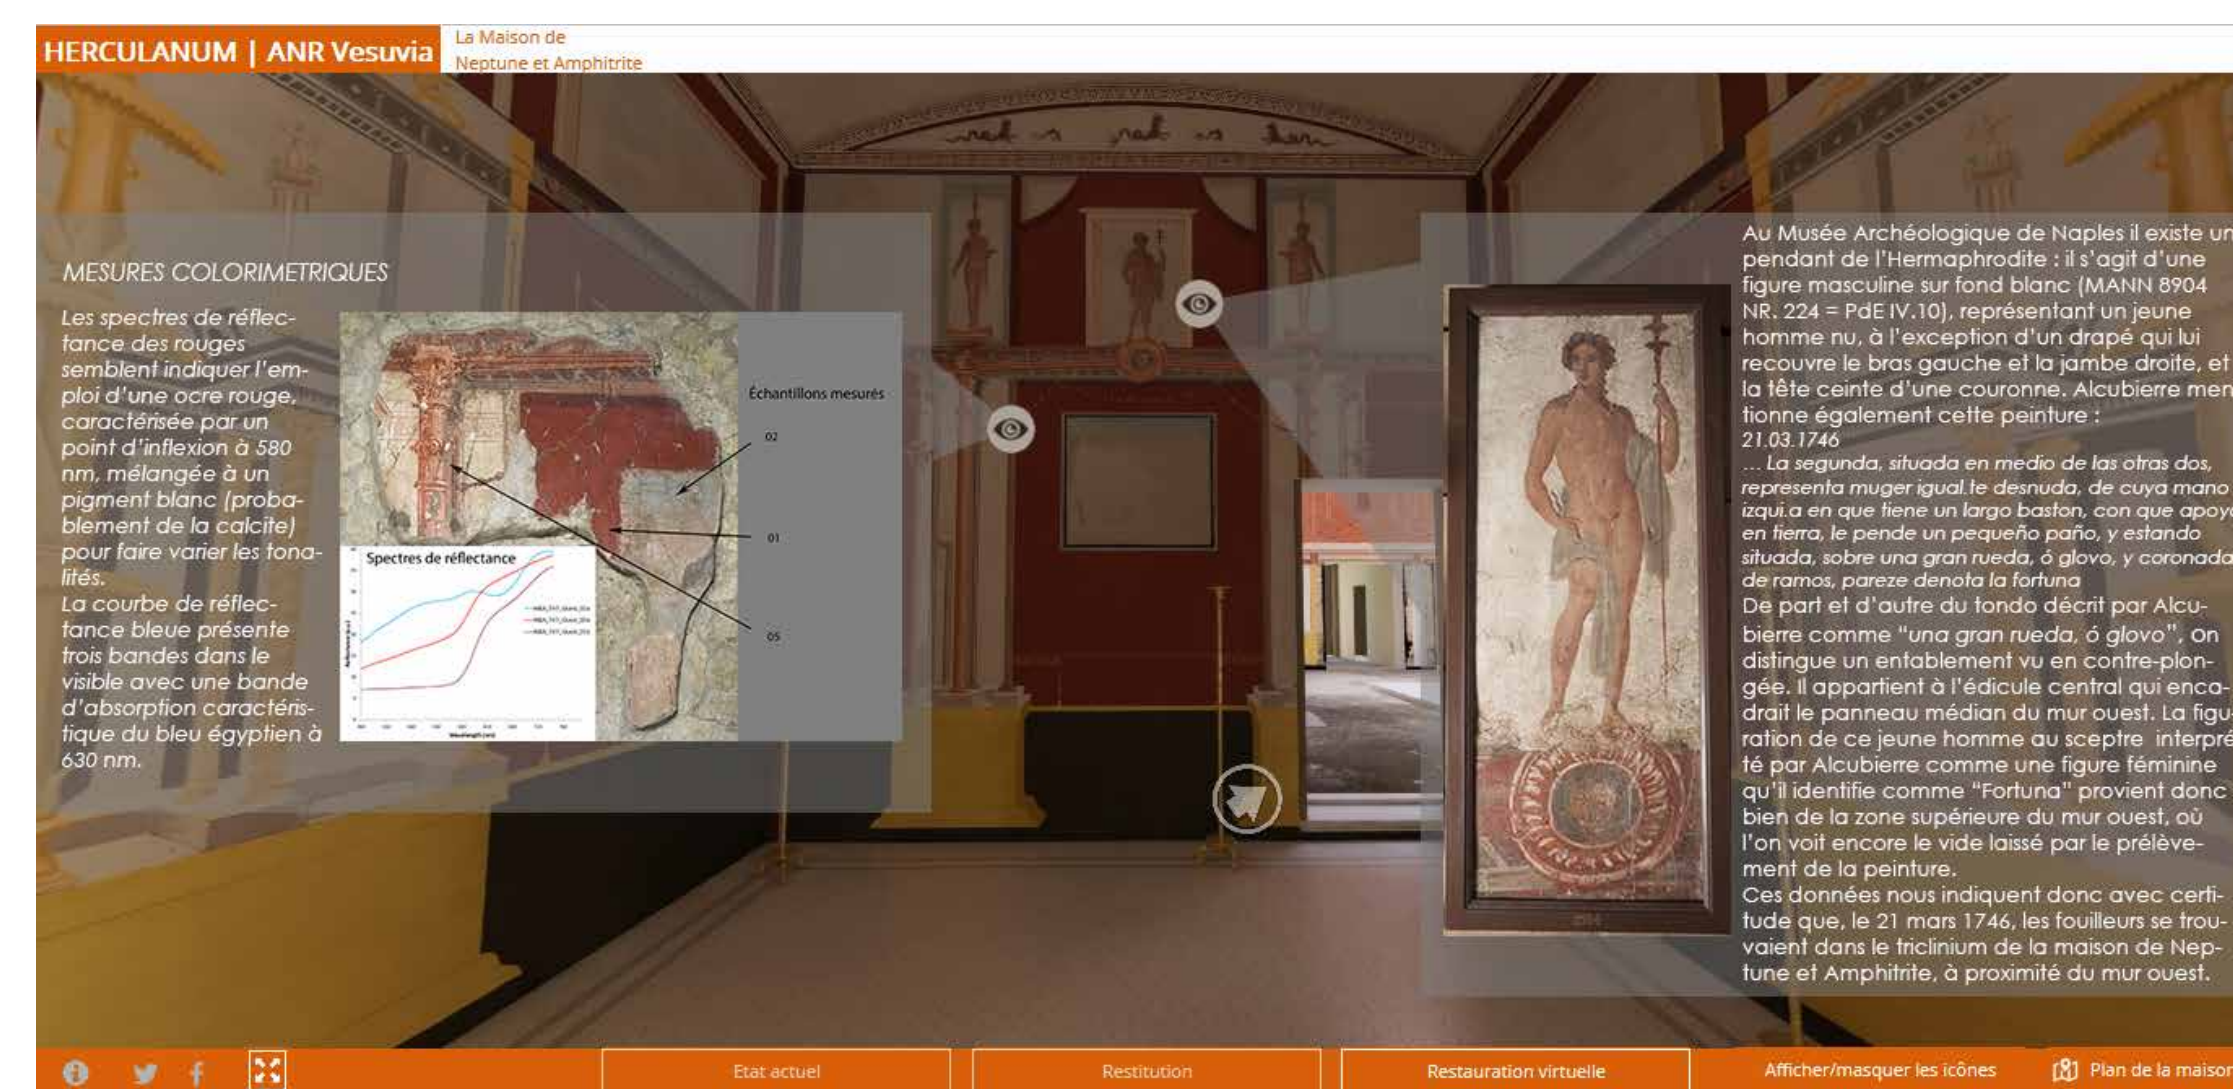 HERCULANUM | ANR Vesuvia
La Maison de
Neptune et Amphitrite
MESURES COLORIMETRIQUES
Les spectres de réflec-
tance des rouges
semblent indiquer l'em-
ploi d'une ocre rouge,
caractérisée par un
point d'inflexion à 580
nm, mélangée à un
pigment blanc (proba-
blement de la calcite)
pour faire varier les tona-
lités.
La courbe de réflec-
tance bleue présente
trois bandes dans le
visible avec une bande
d'absorption caractéris-
tique du bleu égyptien à
630 nm.
Échantillons mesurés
02
01
05
Spectres de réflectance
Wavelength (nm)
Au Musée Archéologique de Naples il existe un
pendant de l'Hermaphrodite : il s'agit d'une
figure masculine sur fond blanc (MANN 8904
NR. 224 = PdE IV.10), représentant un jeune
homme nu, à l'exception d'un drapé qui lui
recouvre le bras gauche et la jambe droite, et
la tête ceinte d'une couronne. Alcubierre men
tionne également cette peinture :
21.03.1746
... La segunda, situada en medio de las otras dos,
representa muger igual.te desnuda, de cuya mano
izqui.a en que tiene un largo baston, con que apoya
en tierra, le pende un pequeño paño, y estando
situada, sobre una gran rueda, ó glovo, y coronada
de ramos, pareze denota la fortuna
De part et d'autre du tondo décrit par Alcu-
bierre comme "una gran rueda, ó glovo", on
distingue un entablement vu en contre-plon-
gée. Il appartient à l'édicule central qui enca-
drait le panneau médian du mur ouest. La figu-
ration de ce jeune homme au sceptre interpré
té par Alcubierre comme une figure féminine
qu'il identifie comme "Fortuna" provient donc
bien de la zone supérieure du mur ouest, où
l'on voit encore le vide laissé par le prélève-
ment de la peinture.
Ces données nous indiquent donc avec certi-
tude que, le 21 mars 1746, les fouilleurs se trou-
vaient dans le triclinium de la maison de Nep-
tune et Amphitrite, à proximité du mur ouest.
Etat actuel
Restitution
Restauration virtuelle
Afficher/masquer les icônes
Plan de la maison